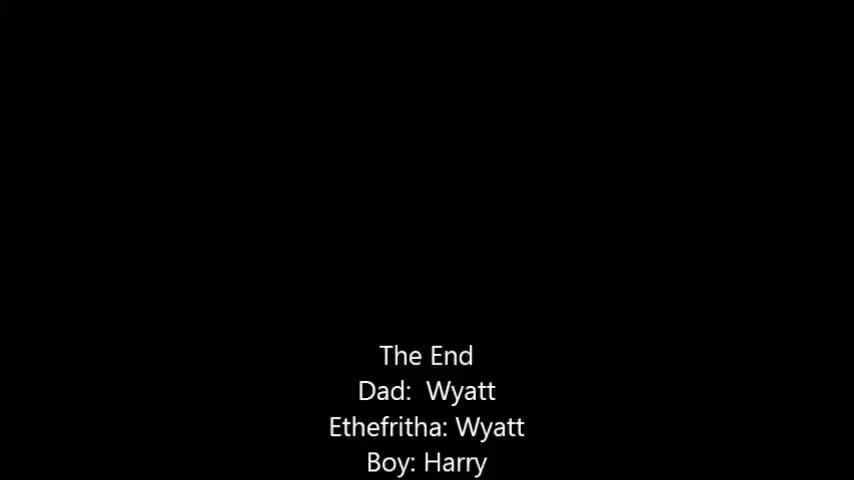 The End
Dad:  Wyatt
Ethefritha: Wyatt
Boy: Harry